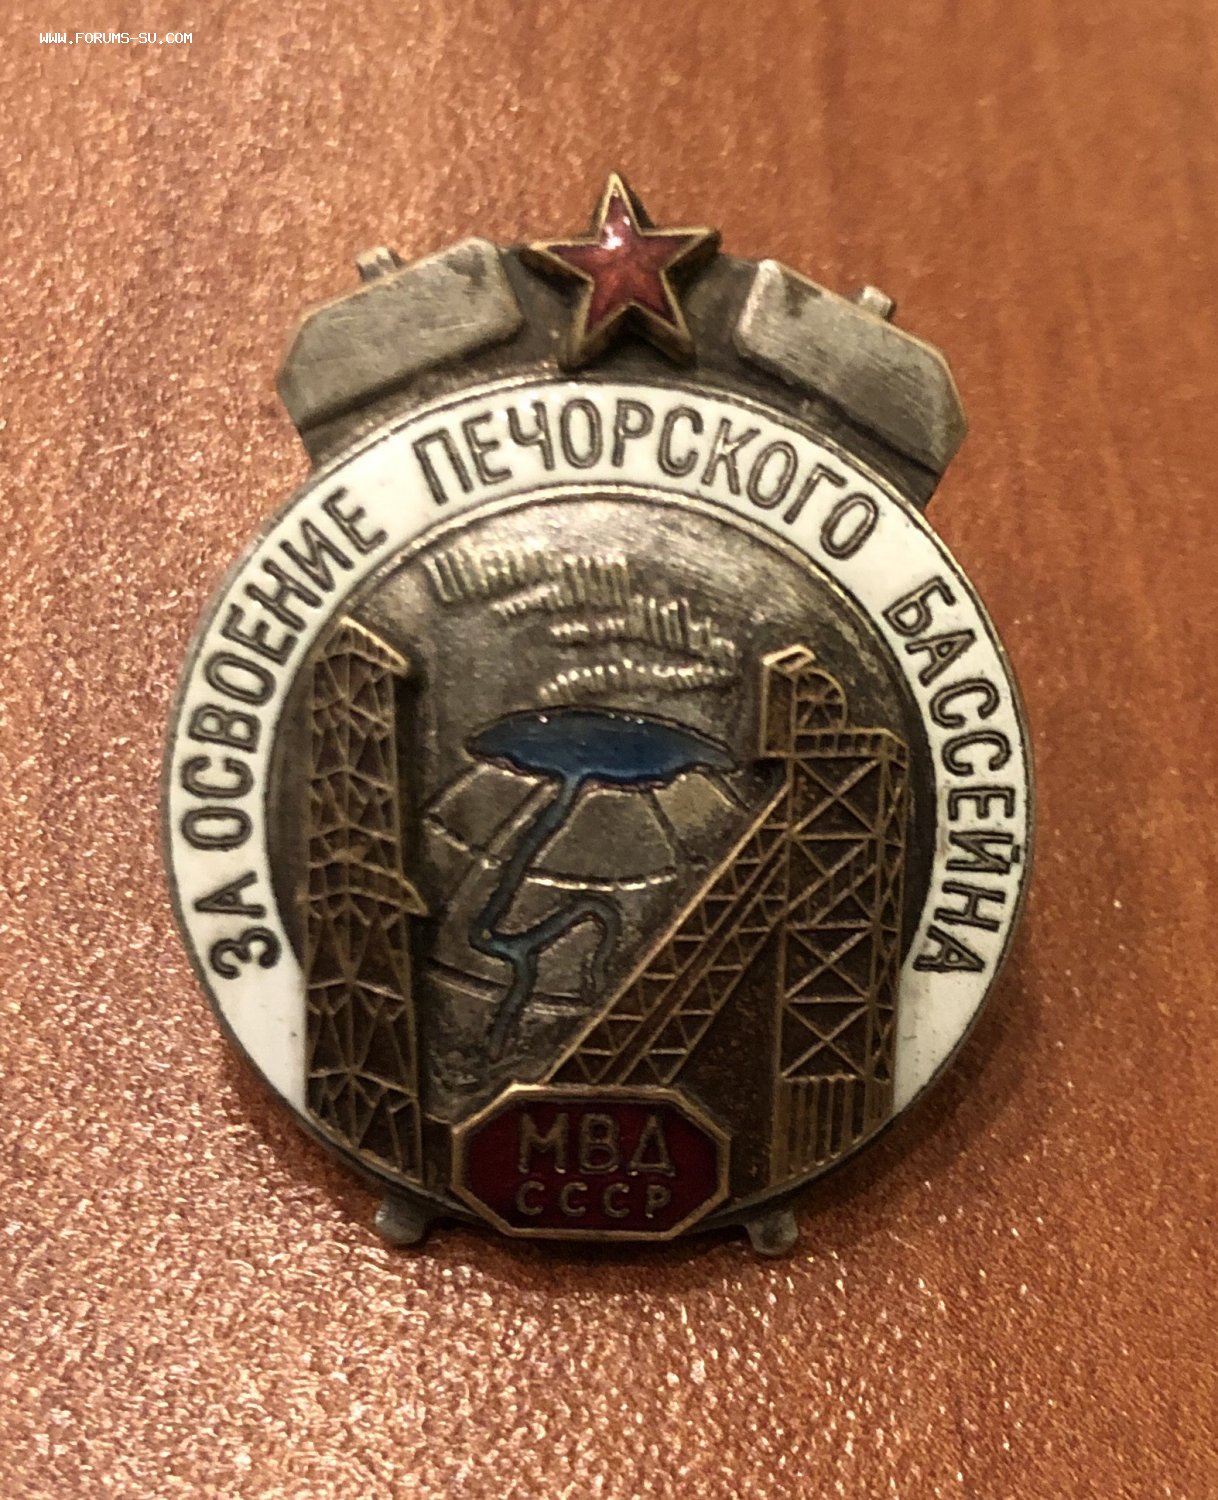 WWW.FORUMS-SU.COM
ЗА ОСВОЕНИЕ ПЕЧОРСКОГО БАССЕЙНА
МВД
СССР